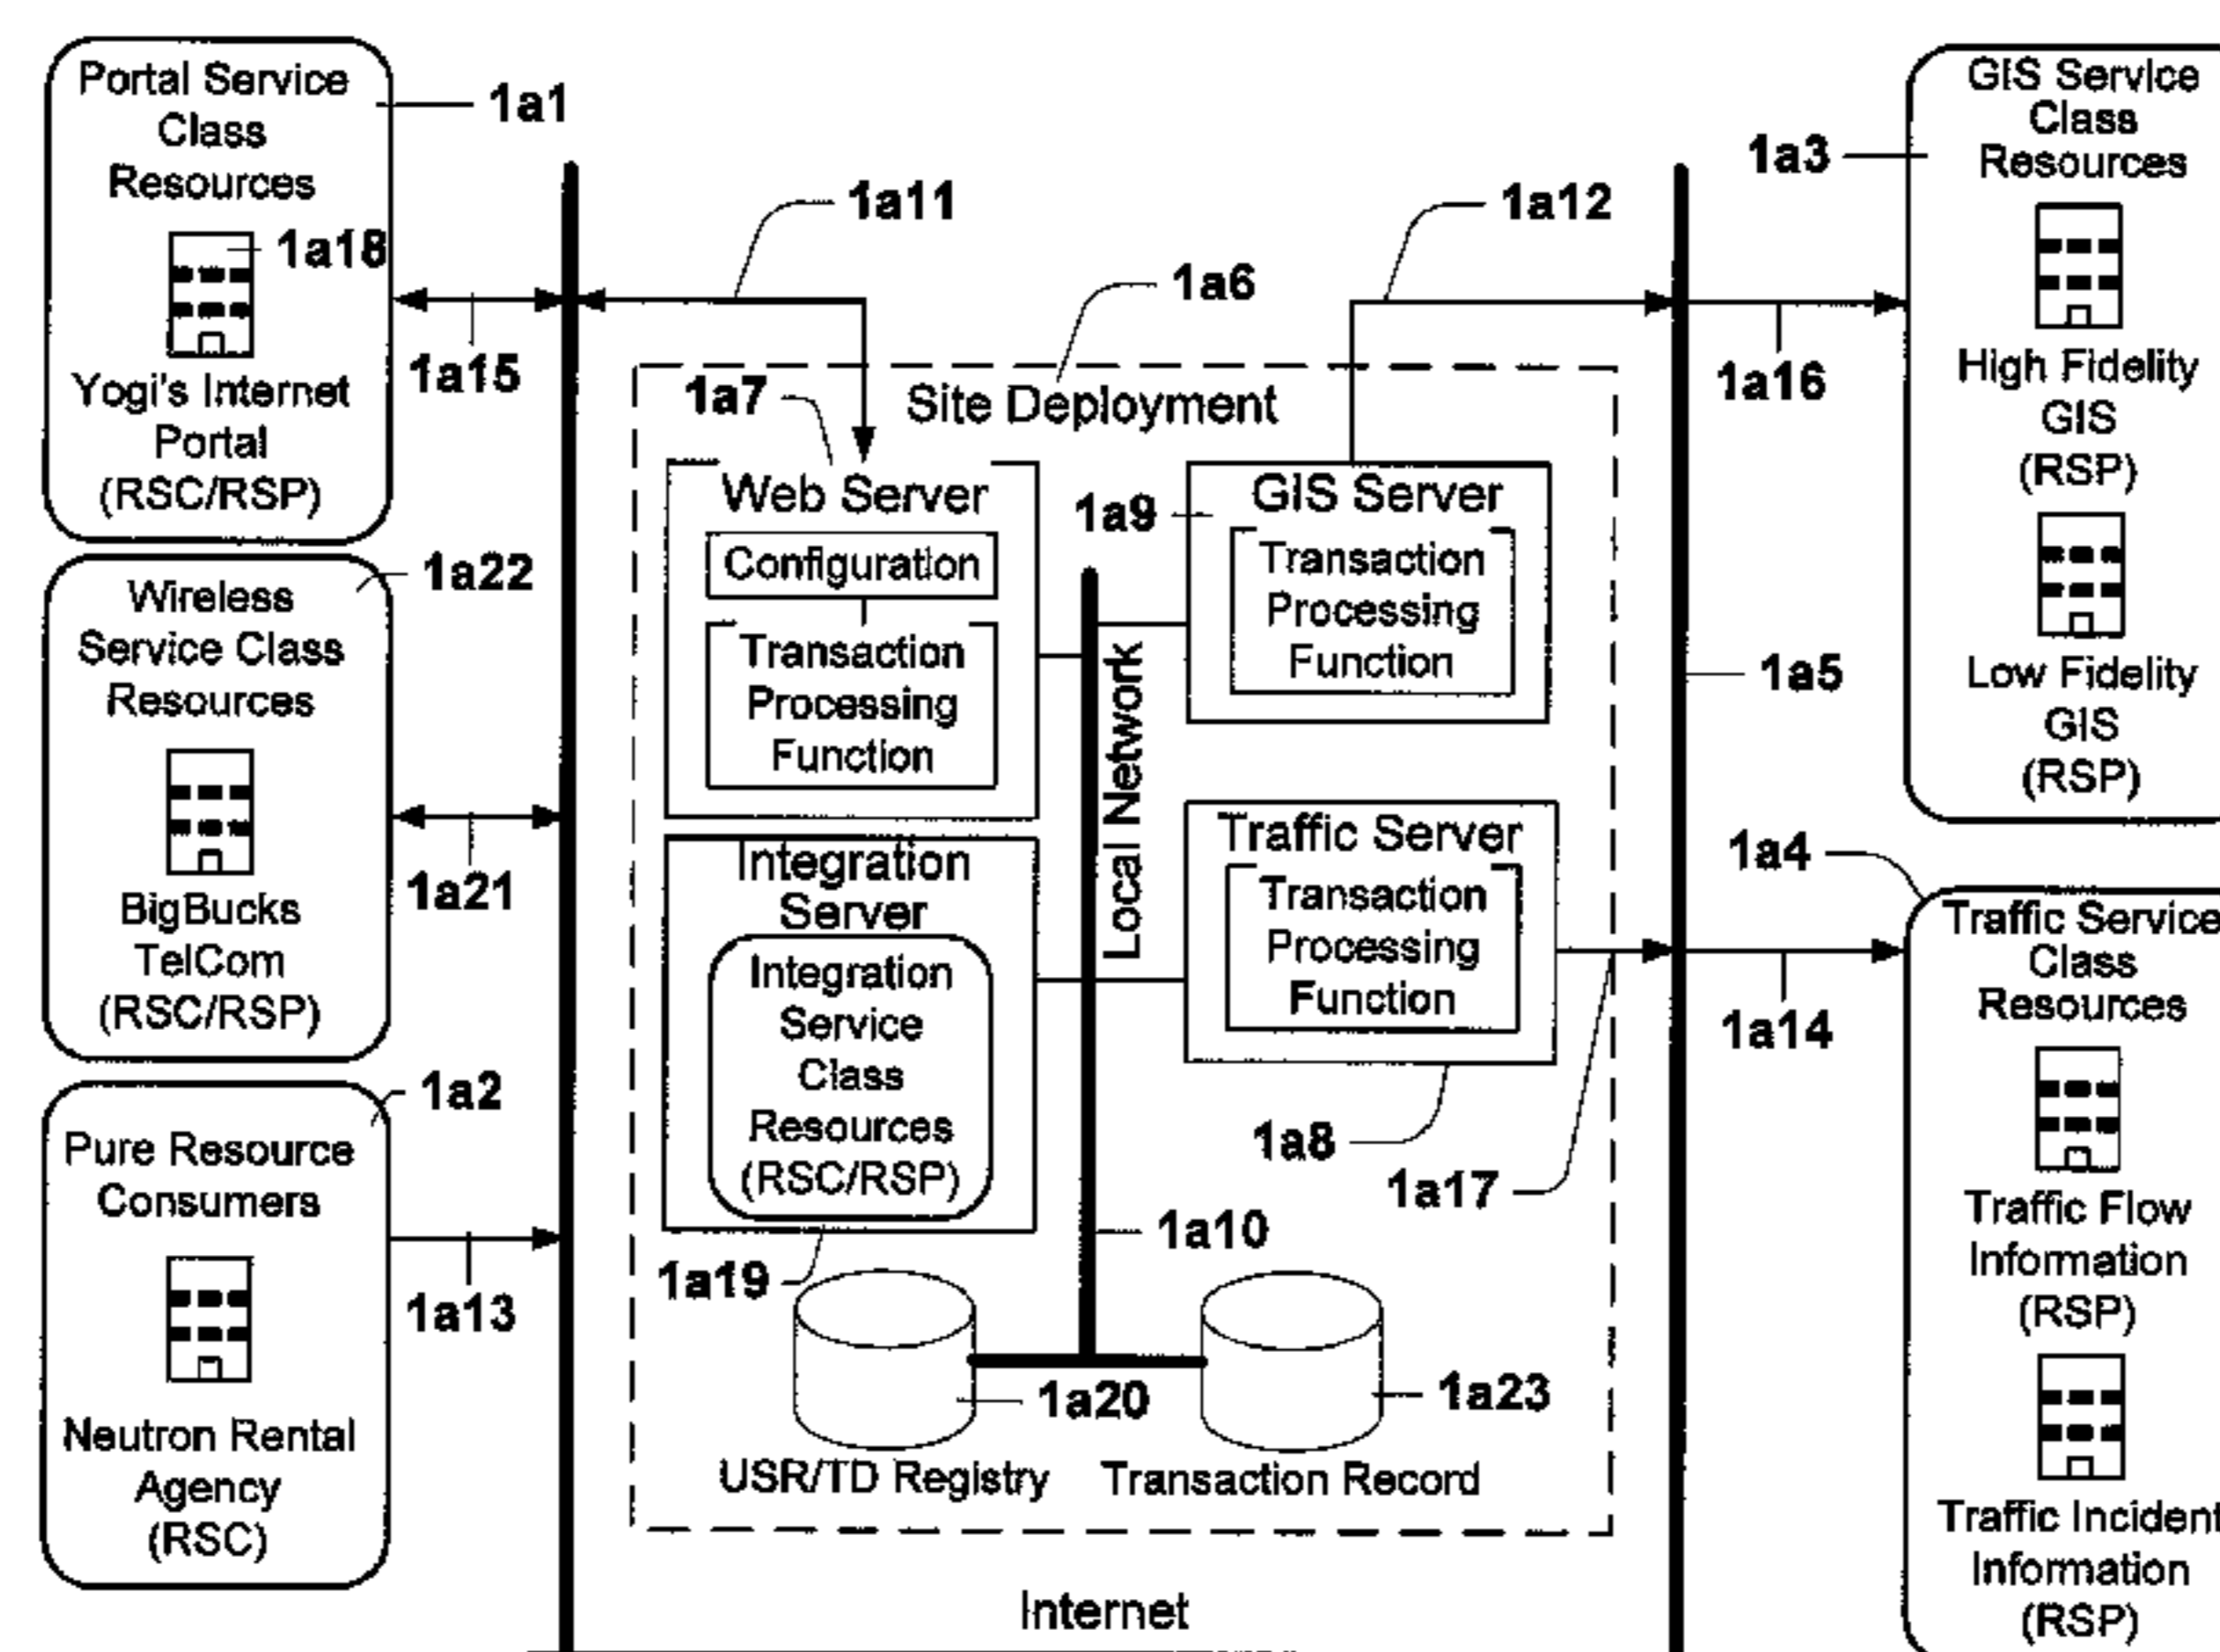 Portal Service
Class
Resources
1a1
1a18
Yogi's Internet
Portal
(RSC/RSP)
1a15
1a11
1a6
1a12
1a3
GIS Service
Class
Resources
High Fidelity
GIS
(RSP)
Low Fidelity
GIS
(RSP)
1a16
1a5
Wireless
Service Class
Resources
1a22
BigBucks
TelCom
(RSC/RSP)
1a21
Pure Resource
Consumers
1a2
Neutron Rental
Agency
(RSC)
1a13
Site Deployment
1a7
Web Server
Configuration
Transaction
Processing
Function
1a9
GIS Server
Transaction
Processing
Function
Local Network
Integration
Server
Integration
Service
Class
Resources
(RSC/RSP)
1a19
Traffic Server
Transaction
Processing
Function
1a8
1a17
1a10
1a20
1a23
USR/TD Registry
Transaction Record
Internet
1a4
1a14
Traffic Service
Class
Resources
Traffic Flow
Information
(RSP)
Traffic Incident
Information
(RSP)